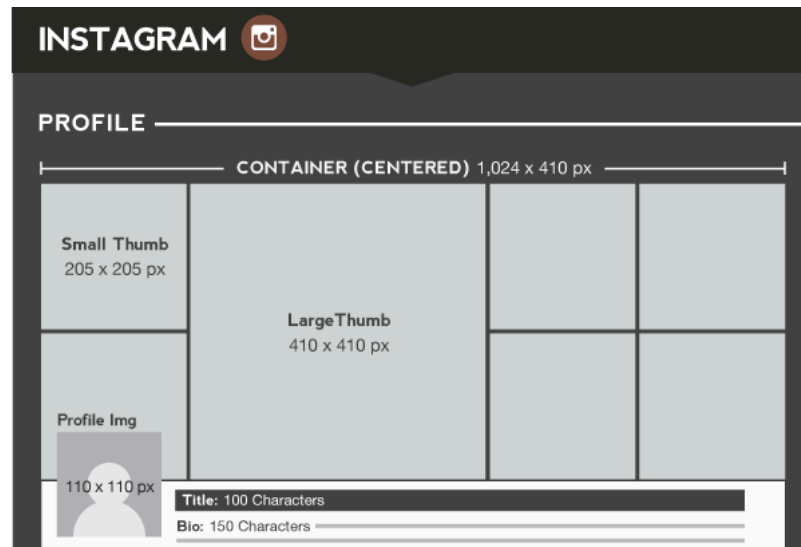 INSTAGRAM
PROFILE
CONTAINER (CENTERED) 1,024 x 410 px
Small Thumb
205 x 205 px
LargeThumb
410 x 410 px
Profile Img
110 x 110 px
Title: 100 Characters
Bio: 150 Characters